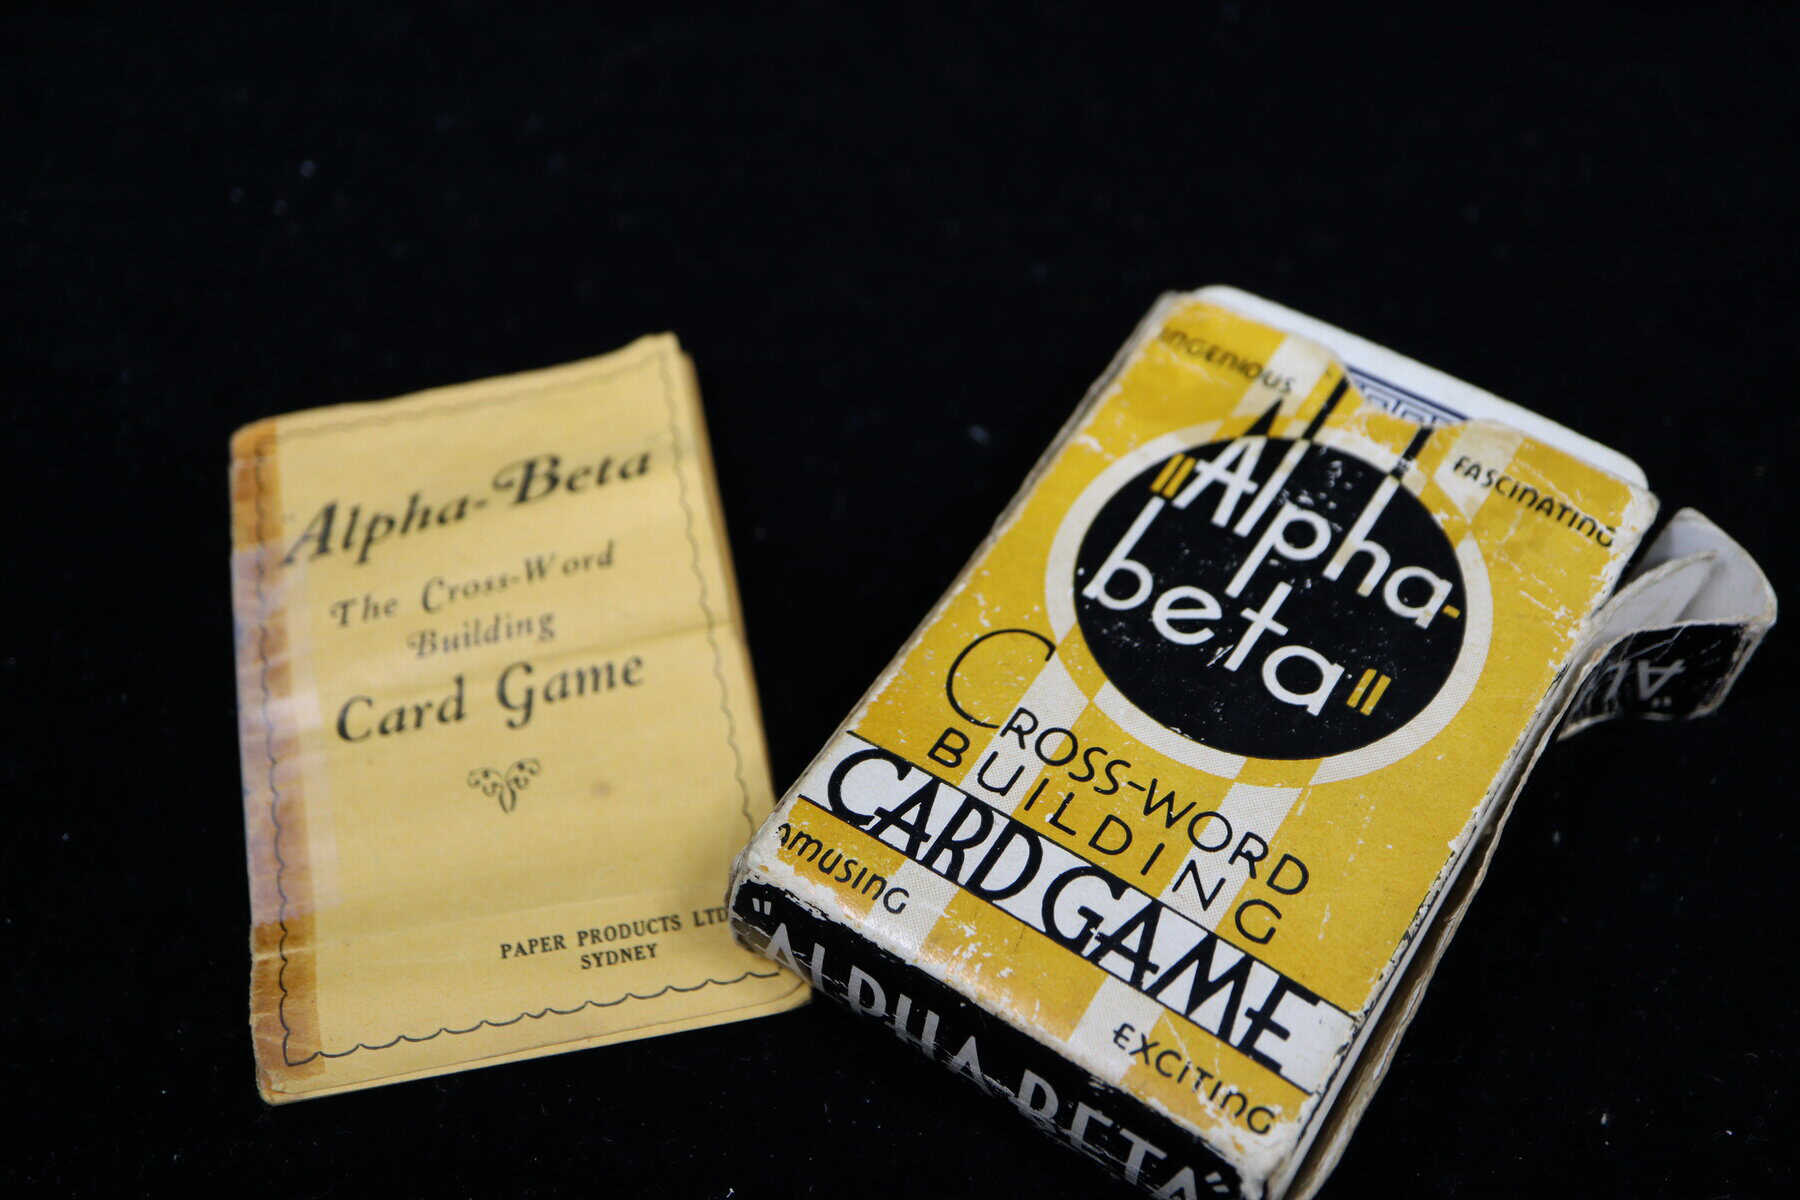 Alpha-Beta
The Cross-Word
Building
Card Game
PAPER PRODUCTS LTD
SYDNEY
INGENIOUS
FASCINATING
"Alpha-
beta"
CROSS-WORD
BUILDING
CARD GAME
AMUSING
EXCITING
"ALPHA-BETA"
"AL